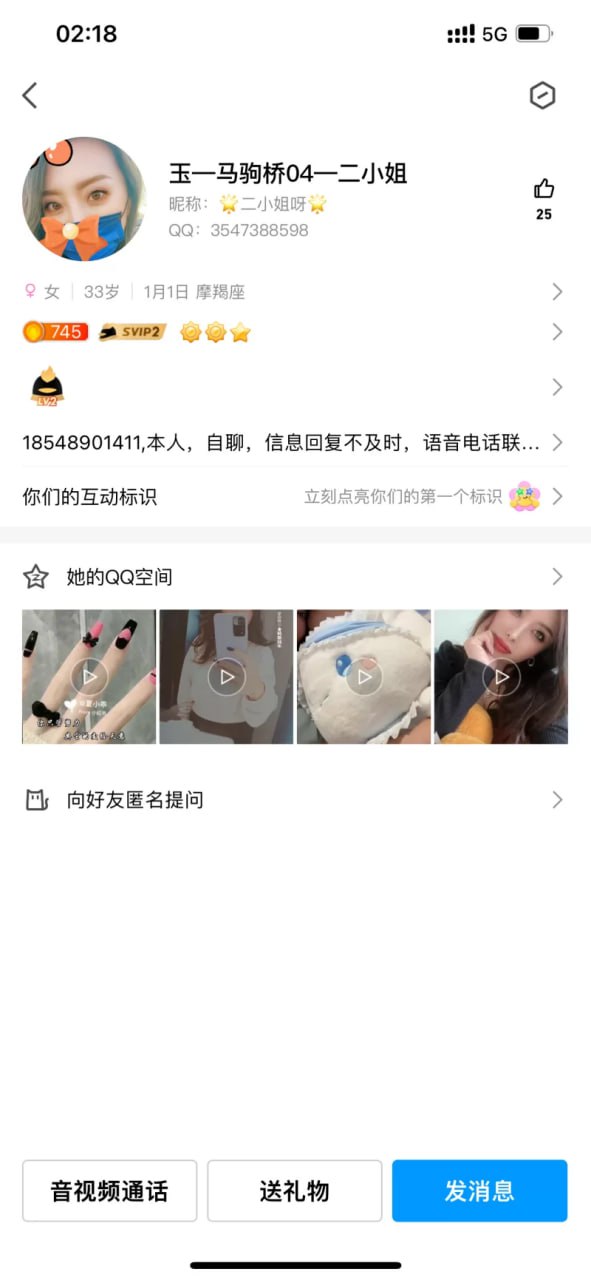 02:18
5G
玉—马驹桥04—二小姐
昵称：🌟二小姐呀🌟
QQ：3547388598
25
女 | 33岁 | 1月1日 摩羯座
745 SVIP2
LV2
18548901411,本人，自聊，信息回复不及时，语音电话联...
你们的互动标识
立刻点亮你们的第一个标识
她的QQ空间
向好友匿名提问
音视频通话
送礼物
发消息